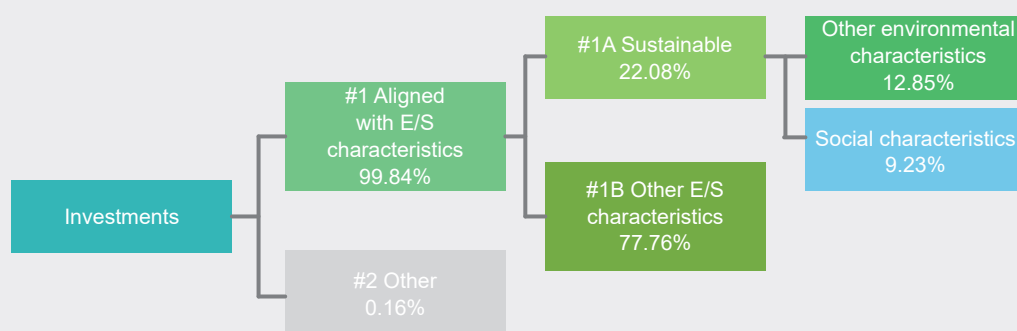 Investments
#1 Aligned
with E/S
characteristics
99.84%
#2 Other
0.16%
#1A Sustainable
22.08%
#1B Other E/S
characteristics
77.76%
Other environmental
characteristics
12.85%
Social characteristics
9.23%